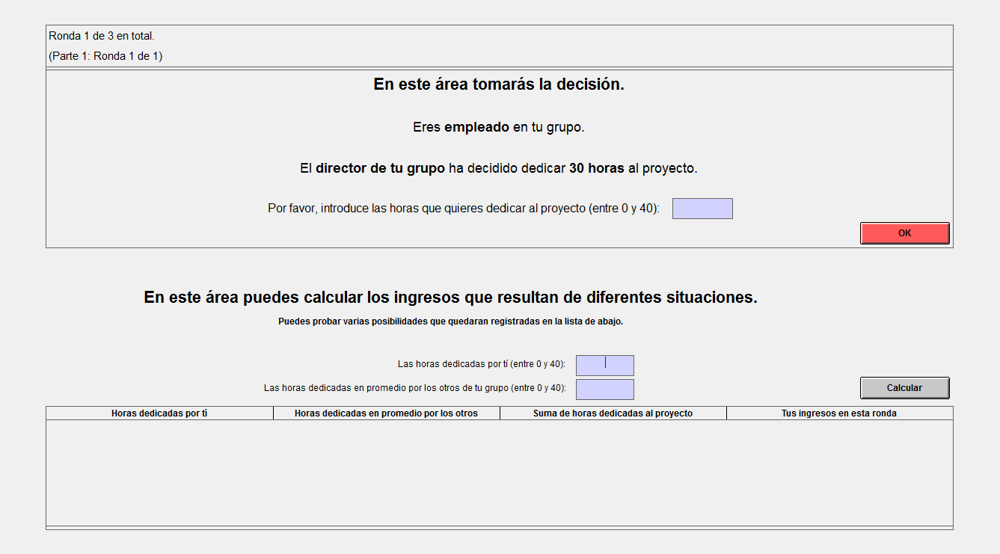 Ronda 1 de 3 en total.
(Parte 1: Ronda 1 de 1)
En este área tomarás la decisión.
Eres empleado en tu grupo.
El director de tu grupo ha decidido dedicar 30 horas al proyecto.
Por favor, introduce las horas que quieres dedicar al proyecto (entre 0 y 40):
OK
En este área puedes calcular los ingresos que resultan de diferentes situaciones.
Puedes probar varias posibilidades que quedaran registradas en la lista de abajo.
Las horas dedicadas por tí (entre 0 y 40):
Las horas dedicadas en promedio por los otros de tu grupo (entre 0 y 40):
Calcular
Horas dedicadas por tí Horas dedicadas en promedio por los otros Suma de horas dedicadas al proyecto Tus ingresos en esta ronda